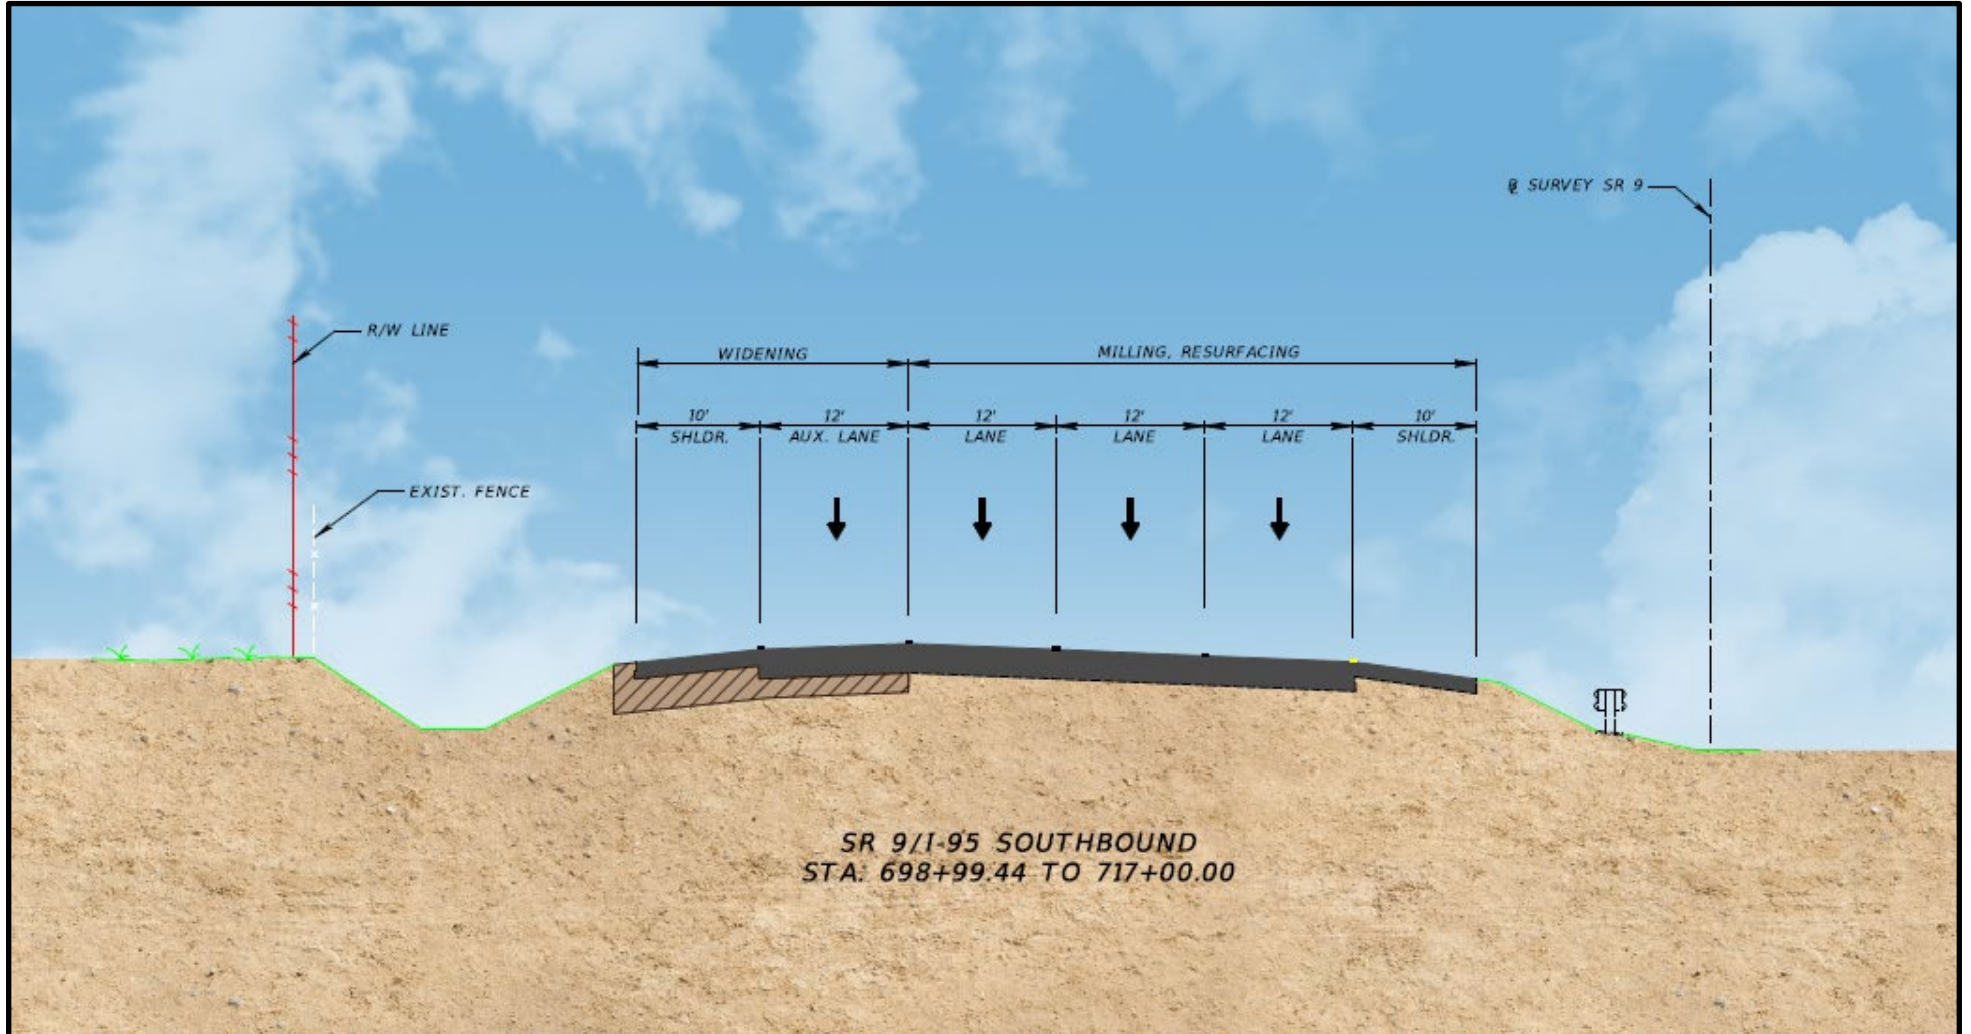 ℄ SURVEY SR 9
R/W LINE
WIDENING
MILLING, RESURFACING
10'
SHLDR.
12'
AUX. LANE
12'
LANE
12'
LANE
12'
LANE
10'
SHLDR.
EXIST. FENCE
SR 9/I-95 SOUTHBOUND
STA: 698+99.44 TO 717+00.00